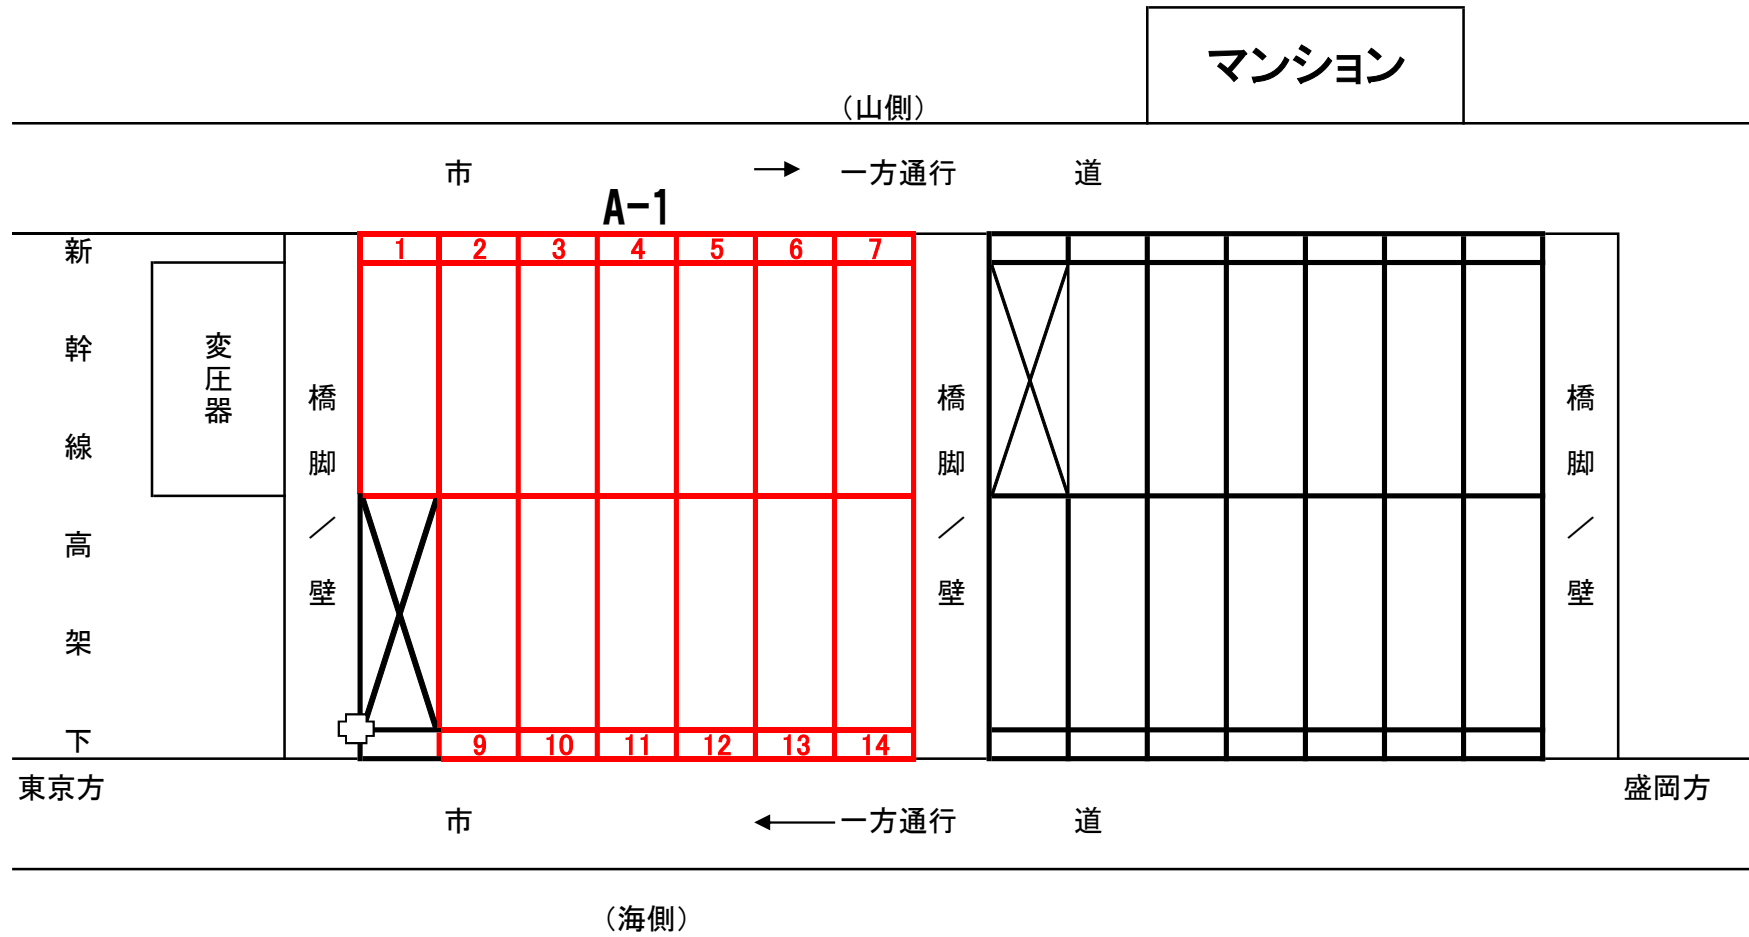 マンション
（山側）
市 → 一方通行 道
A-1
1 2 3 4 5 6 7
新幹線高架下
変圧器
橋脚／壁
橋脚／壁
橋脚／壁
9 10 11 12 13 14
東京方
盛岡方
市 ← 一方通行 道
（海側）